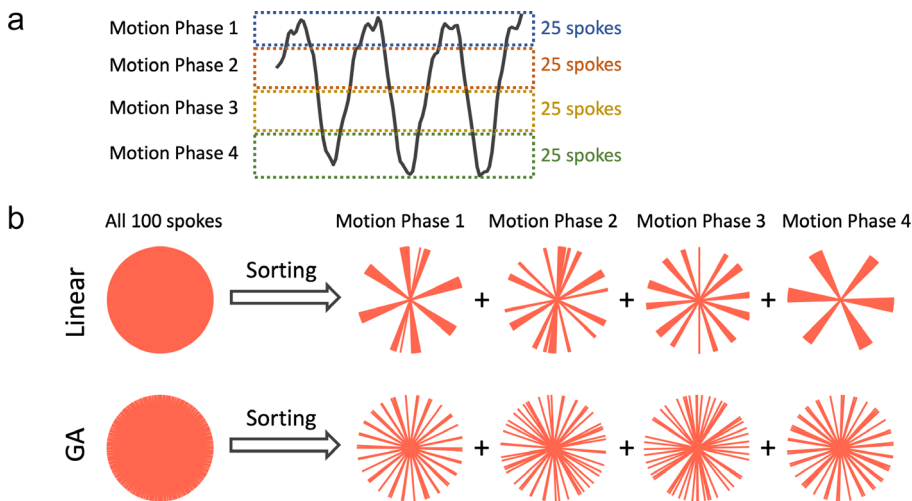 a
Motion Phase 1 25 spokes
Motion Phase 2 25 spokes
Motion Phase 3 25 spokes
Motion Phase 4 25 spokes
b
All 100 spokes Motion Phase 1 Motion Phase 2 Motion Phase 3 Motion Phase 4
Linear Sorting + + +
GA Sorting + + +